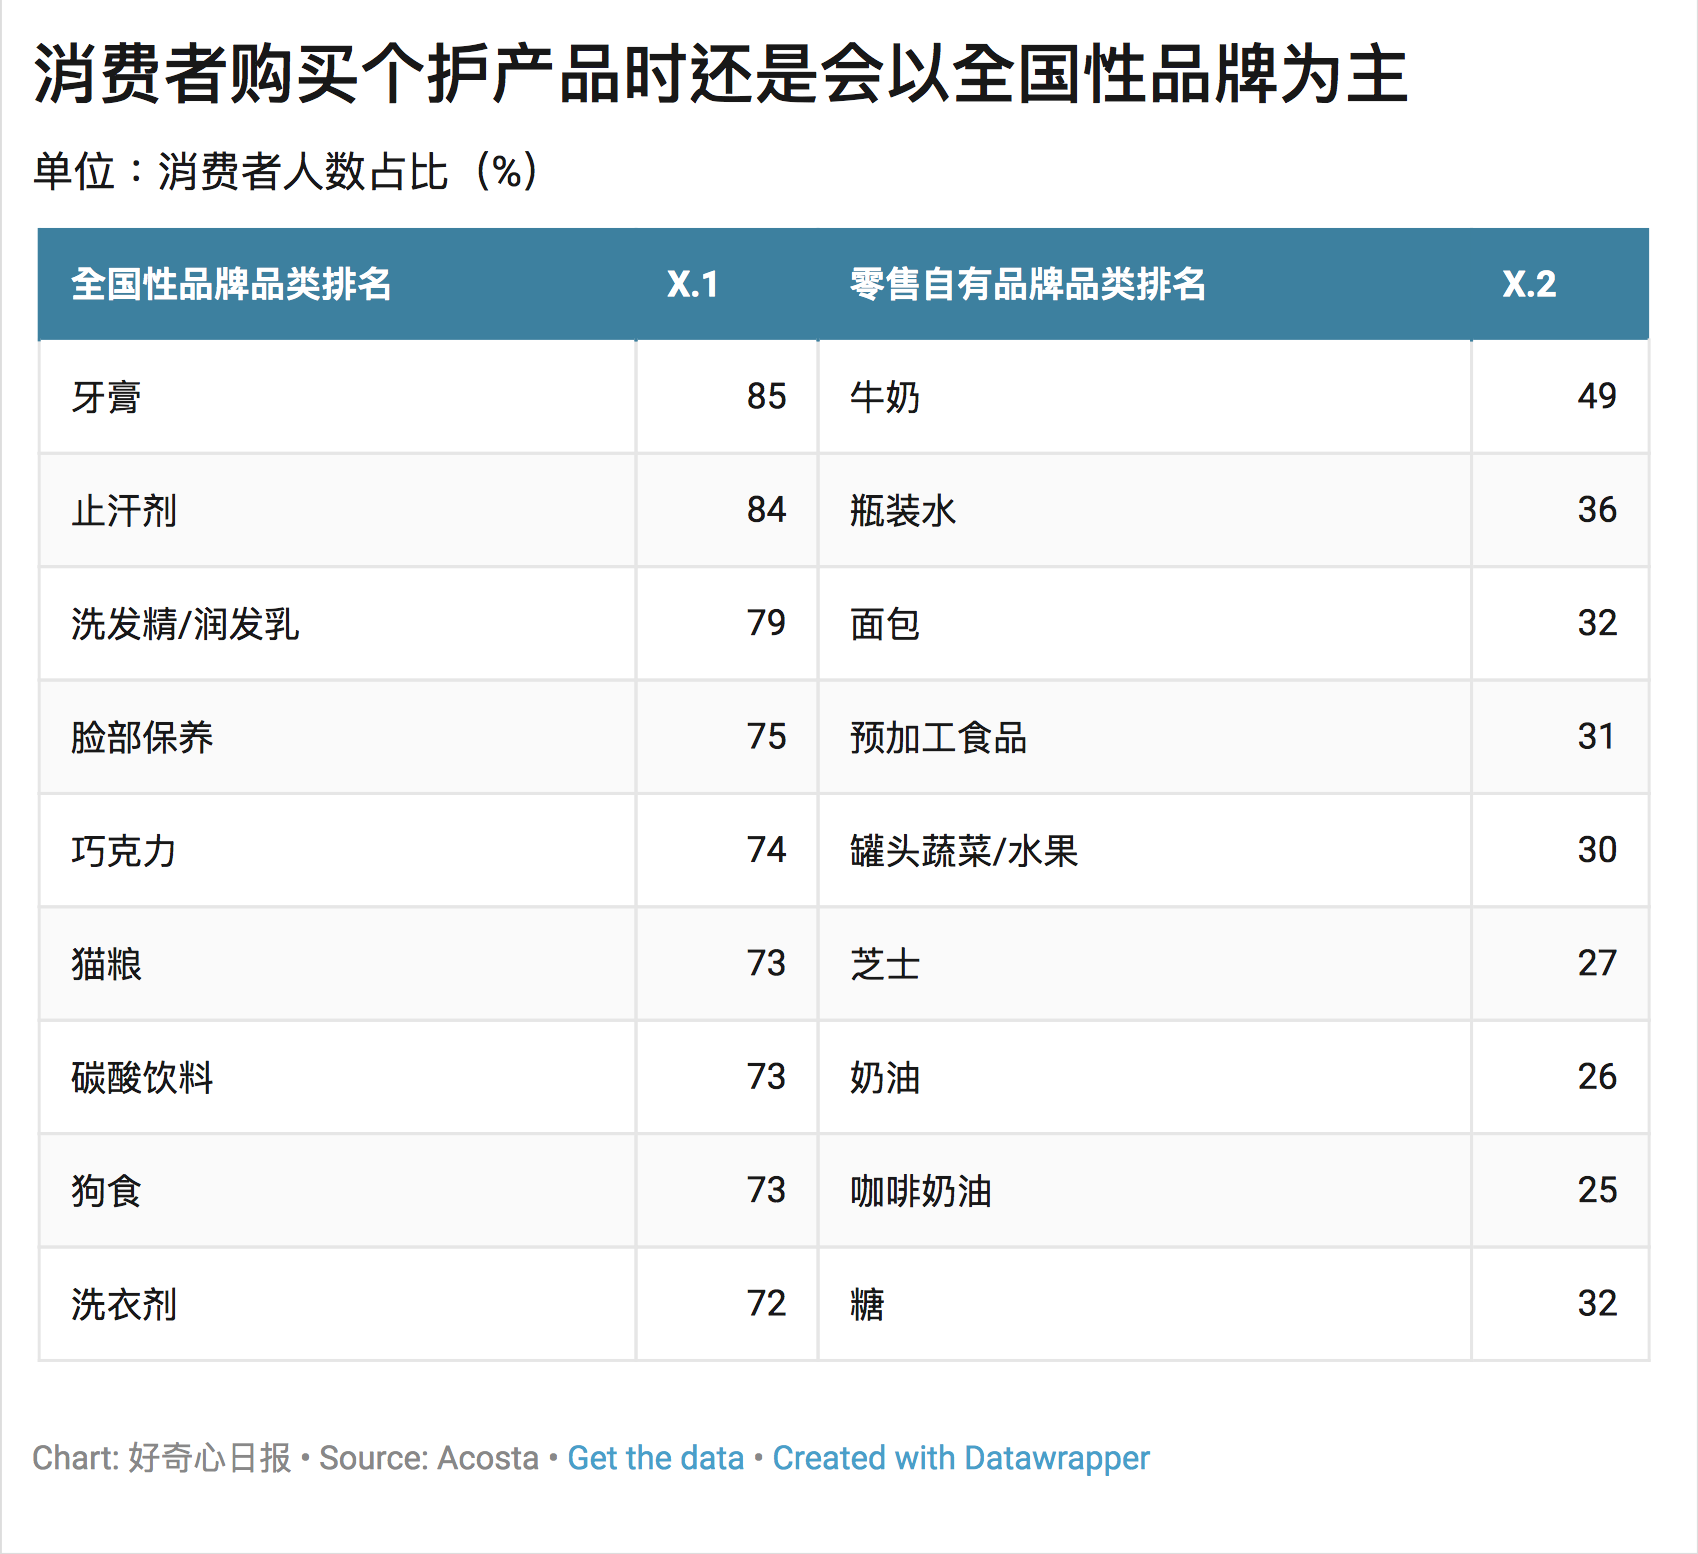 消费者购买个护产品时还是会以全国性品牌为主
单位：消费者人数占比（%）
全国性品牌品类排名 X.1 零售自有品牌品类排名 X.2
牙膏 85 牛奶 49
止汗剂 84 瓶装水 36
洗发精/润发乳 79 面包 32
脸部保养 75 预加工食品 31
巧克力 74 罐头蔬菜/水果 30
猫粮 73 芝士 27
碳酸饮料 73 奶油 26
狗食 73 咖啡奶油 25
洗衣剂 72 糖 32
Chart: 好奇心日报 • Source: Acosta • Get the data • Created with Datawrapper